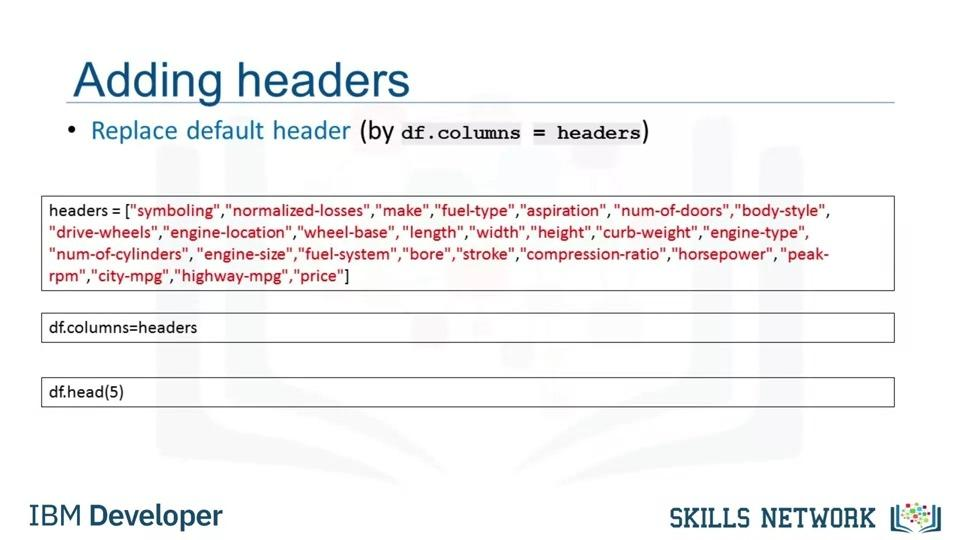 Adding headers
• Replace default header (by df.columns = headers)
headers = ["symboling","normalized-losses","make","fuel-type","aspiration", "num-of-doors","body-style",
"drive-wheels","engine-location","wheel-base", "length","width","height","curb-weight","engine-type",
"num-of-cylinders", "engine-size","fuel-system","bore","stroke","compression-ratio","horsepower", "peak-
rpm","city-mpg","highway-mpg","price"]
df.columns=headers
df.head(5)
IBM Developer
SKILLS NETWORK